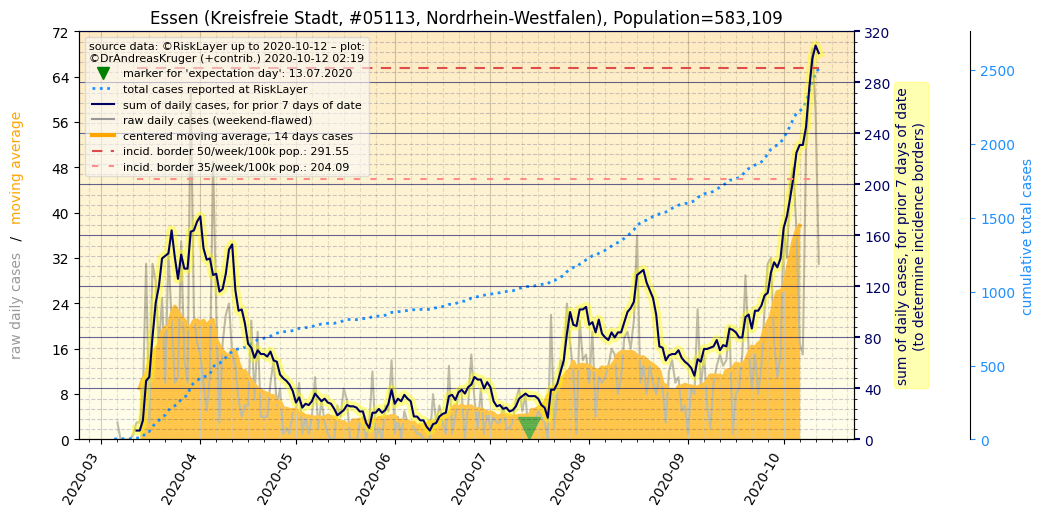 Essen (Kreisfreie Stadt, #05113, Nordrhein-Westfalen), Population=583,109
source data: ©RiskLayer up to 2020-10-12 – plot:
©DrAndreasKruger (+contrib.) 2020-10-12 02:19
marker for 'expectation day': 13.07.2020
total cases reported at RiskLayer
sum of daily cases, for prior 7 days of date
raw daily cases (weekend-flawed)
centered moving average, 14 days cases
incid. border 50/week/100k pop.: 291.55
incid. border 35/week/100k pop.: 204.09
raw daily cases / moving average
72
64
56
48
40
32
24
16
8
0
2020-03
2020-04
2020-05
2020-06
2020-07
2020-08
2020-09
2020-10
320
280
240
200
160
120
80
40
0
sum of daily cases, for prior 7 days of date
(to determine incidence borders)
2500
2000
1500
1000
500
0
cumulative total cases